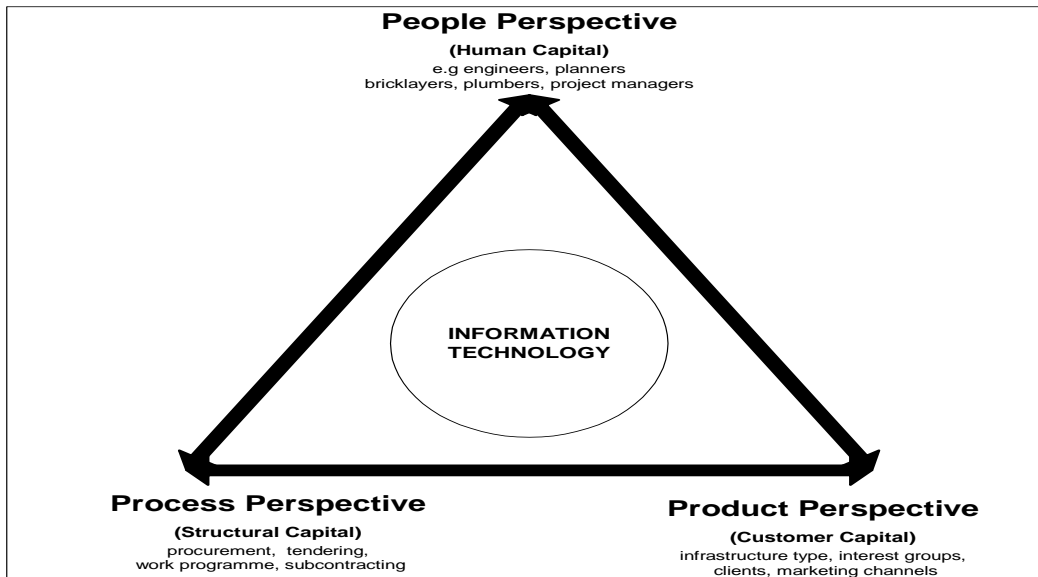 People Perspective
(Human Capital)
e.g engineers, planners
bricklayers, plumbers, project managers
INFORMATION
TECHNOLOGY
Process Perspective
(Structural Capital)
procurement, tendering,
work programme, subcontracting
Product Perspective
(Customer Capital)
infrastructure type, interest groups,
clients, marketing channels